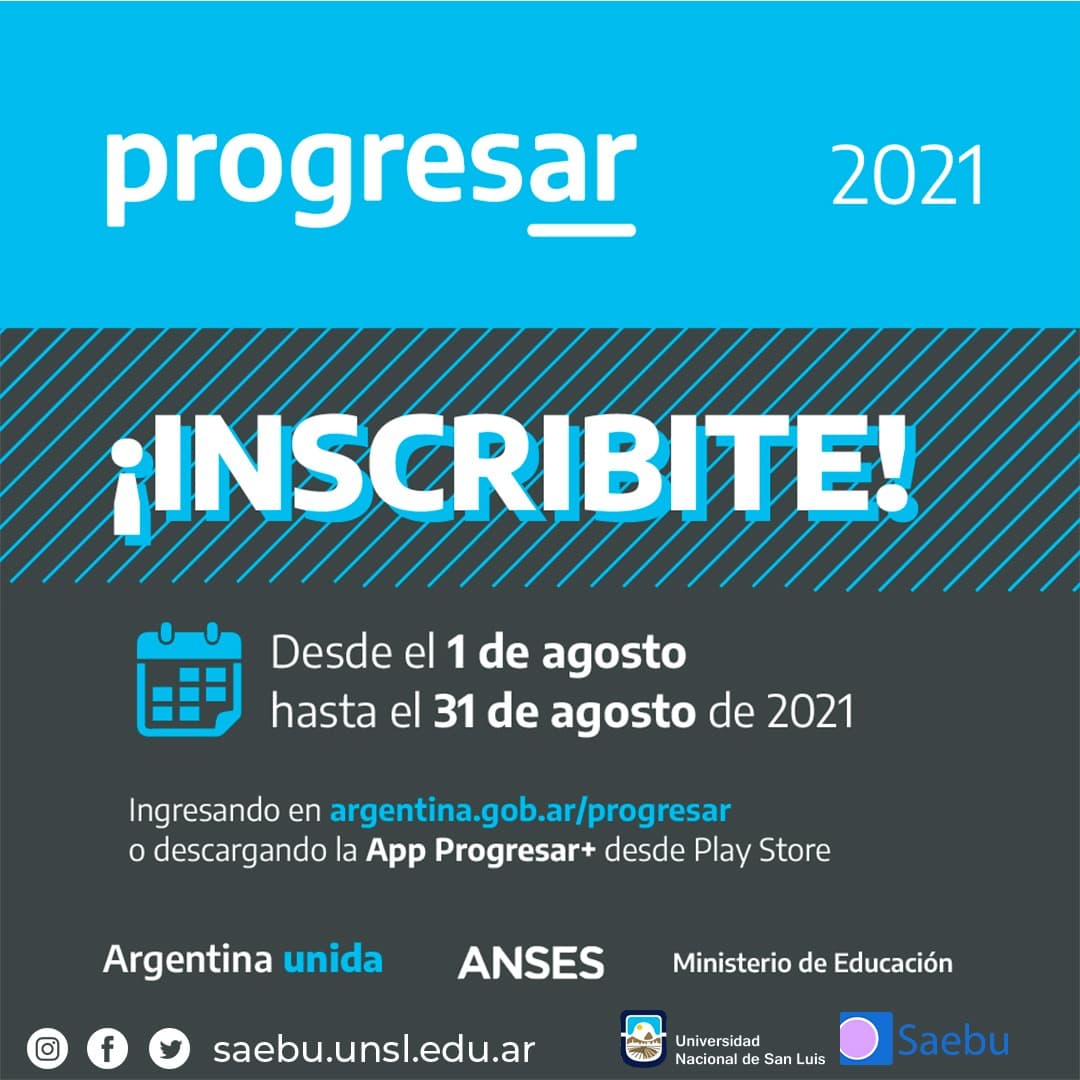 progresar
2021
¡INSCRIBITE!
Desde el 1 de agosto
hasta el 31 de agosto de 2021
Ingresando en argentina.gob.ar/progresar
o descargando la App Progresar+ desde Play Store
Argentina unida
ANSES
Ministerio de Educación
saebu.unsl.edu.ar
Universidad
Nacional de San Luis
Saebu